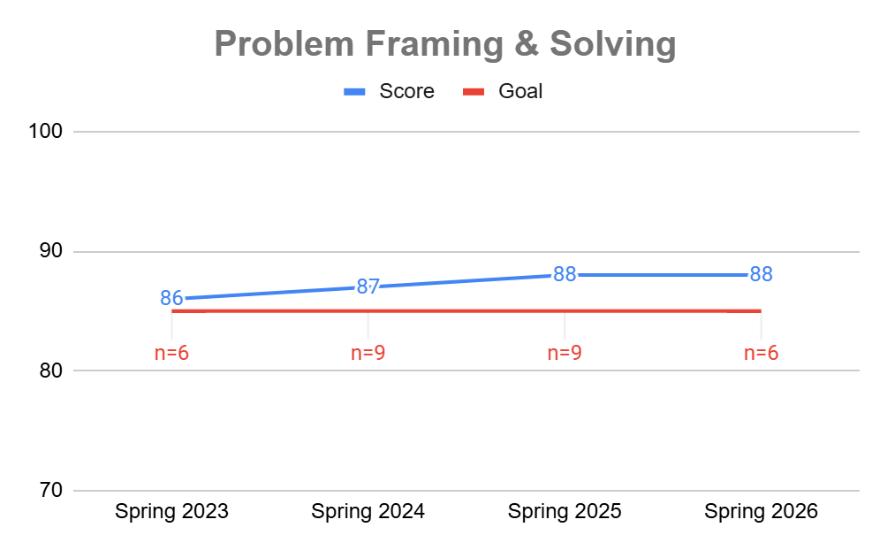 Problem Framing & Solving
Score Goal
100
90
80
70
86 87 88 88
n=6 n=9 n=9 n=6
Spring 2023 Spring 2024 Spring 2025 Spring 2026